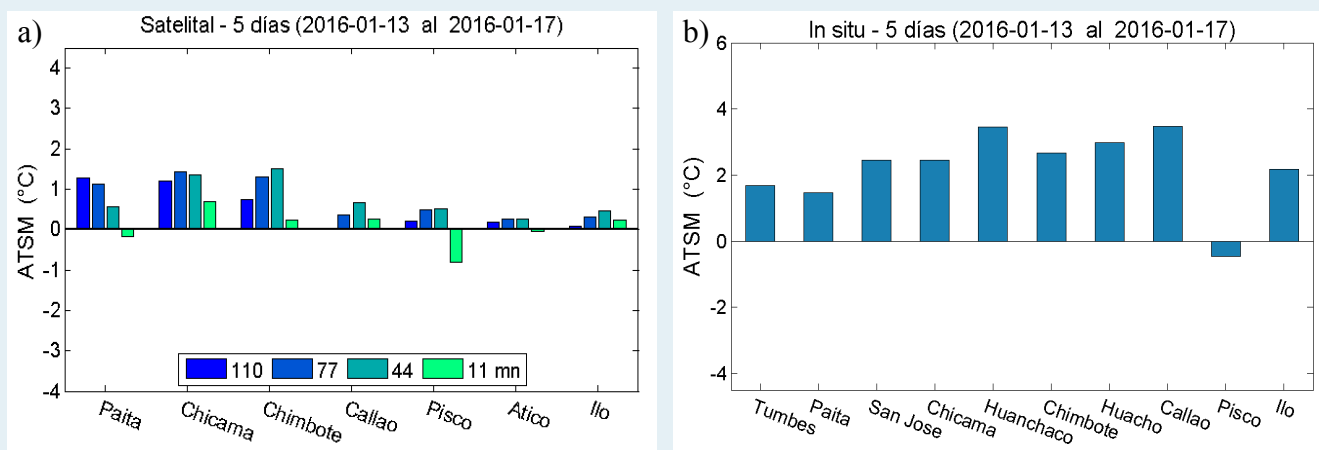 a)
Satelital - 5 días (2016-01-13 al 2016-01-17)
ATSM (°C)
4
3
2
1
0
-1
-2
-3
-4
110 77 44 11 mn
Paita Chicama Chimbote Callao Pisco Atico Ilo
b)
In situ - 5 días (2016-01-13 al 2016-01-17)
ATSM (°C)
6
4
2
0
-2
-4
Tumbes Paita San Jose Chicama Huanchaco Chimbote Huacho Callao Pisco Ilo